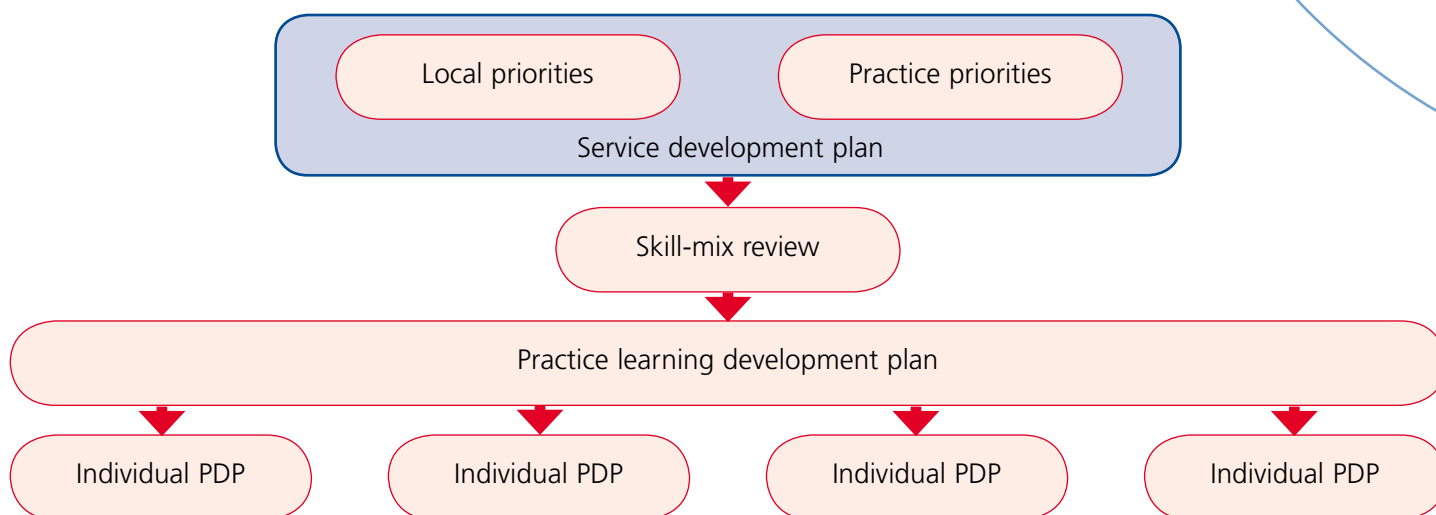 Local priorities
Practice priorities
Service development plan
Skill-mix review
Practice learning development plan
Individual PDP
Individual PDP
Individual PDP
Individual PDP